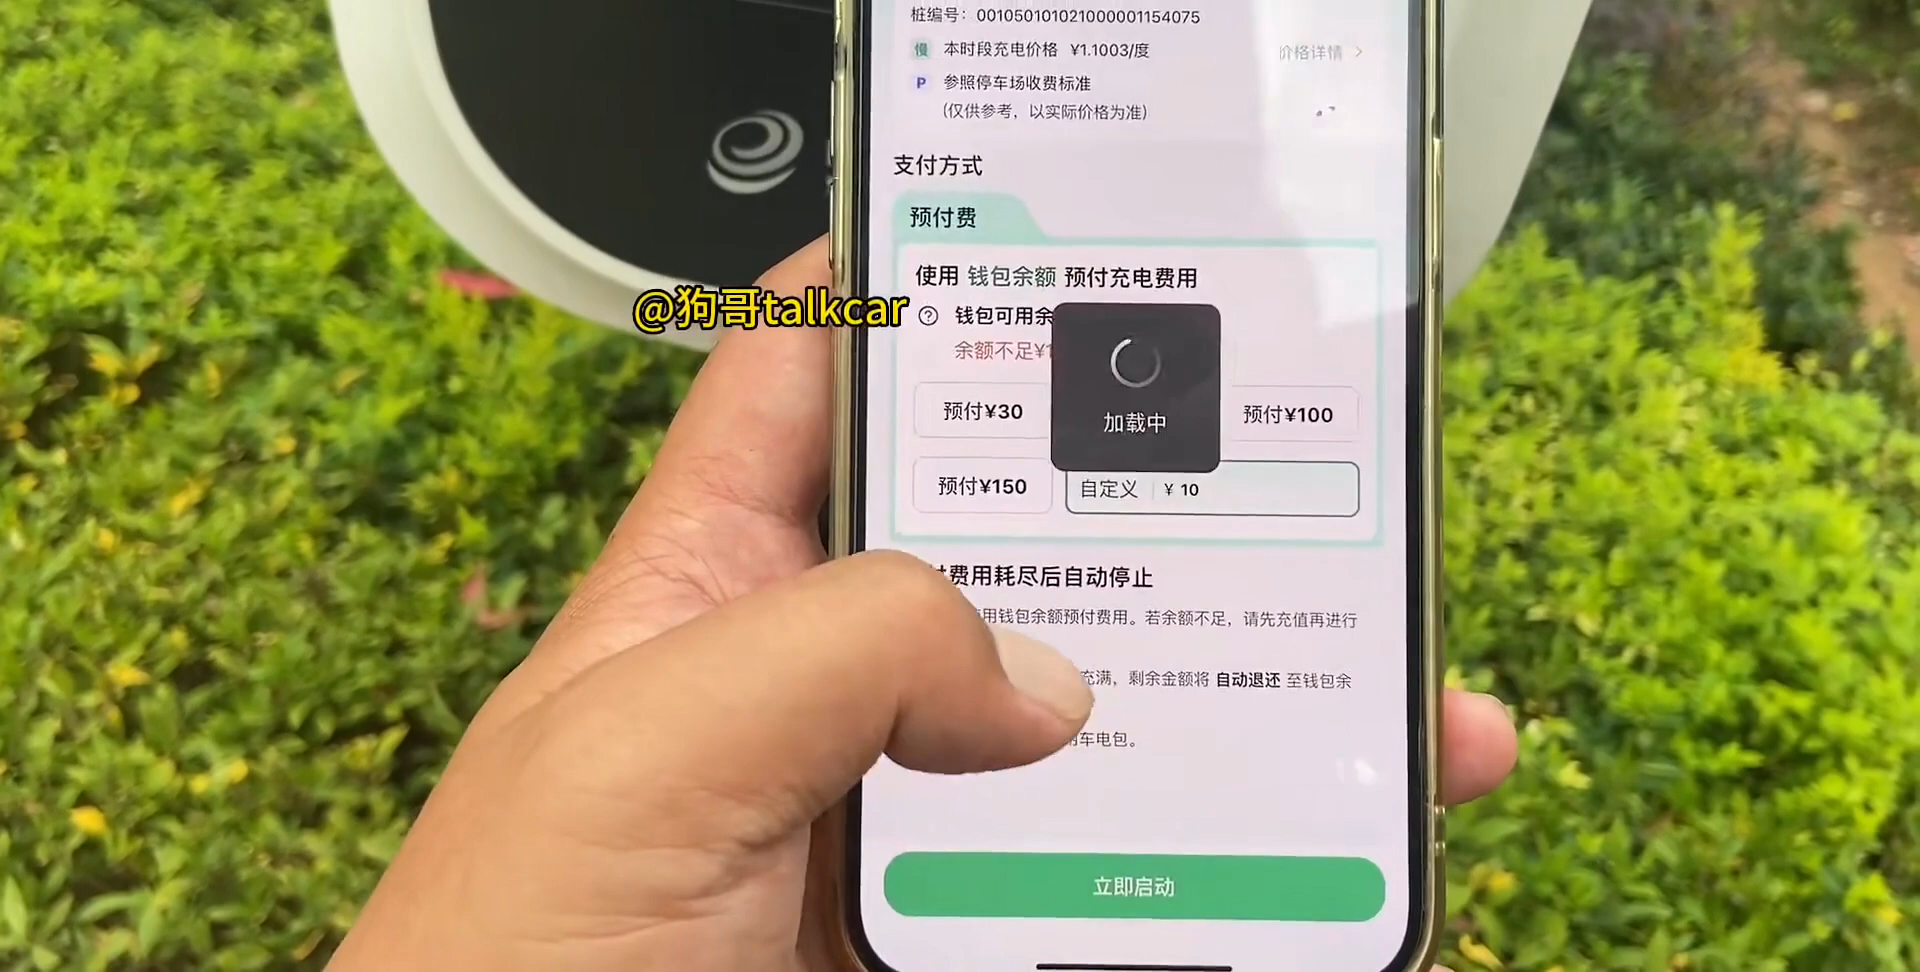 桩编号：0010501010210000001154075
慢 本时段充电价格 ¥1.1003/度 价格详情 >
P 参照停车场收费标准
(仅供参考，以实际价格为准)
支付方式
预付费
使用 钱包余额 预付充电费用
@狗哥talkcar
钱包可用余
余额不足¥1
加载中
预付¥30 预付¥100
预付¥150 自定义 ¥ 10
费用耗尽后自动停止
用钱包余额预付费用。若余额不足，请先充值再进行
充满，剩余金额将 自动退还 至钱包余
车电包。
立即启动